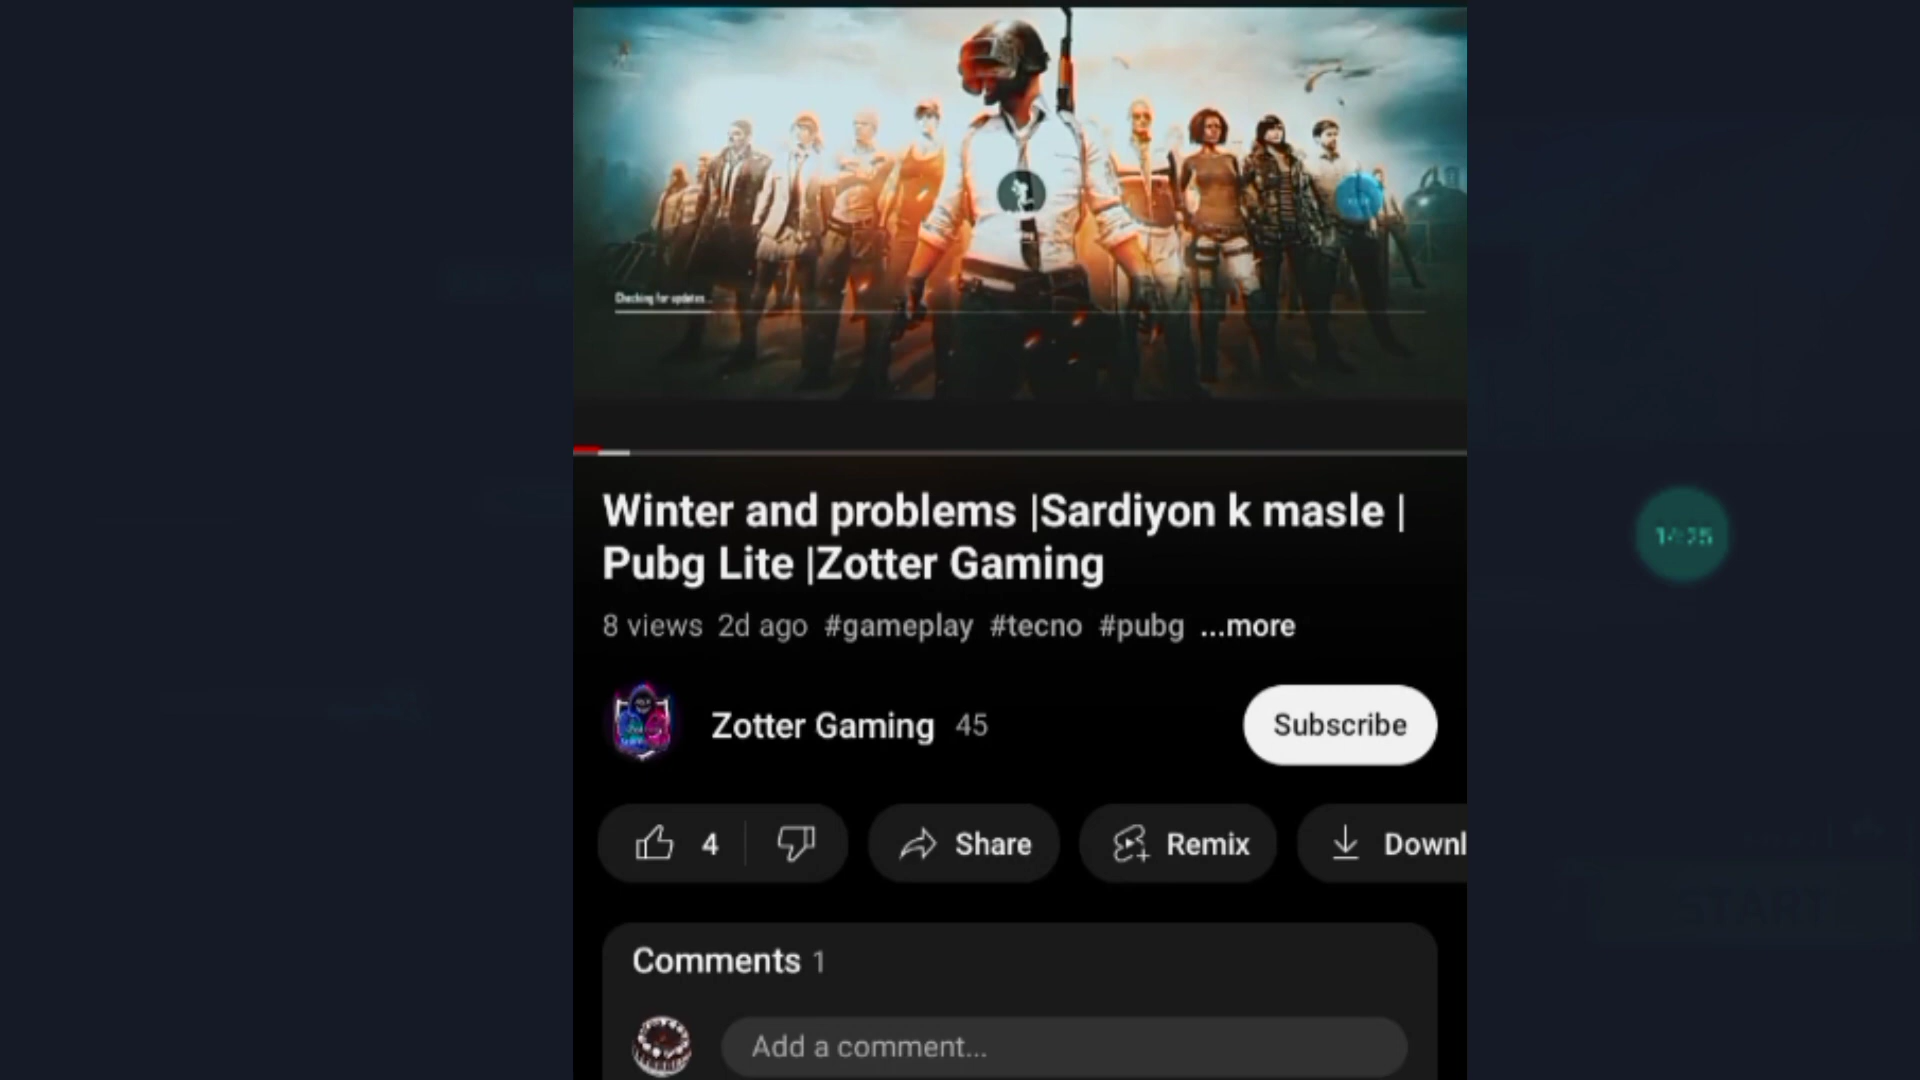 Checking for updates...
Winter and problems |Sardiyon k masle |
Pubg Lite |Zotter Gaming
8 views 2d ago #gameplay #tecno #pubg ...more
Zotter Gaming 45
Subscribe
4 Share Remix Downl
Comments 1
Add a comment...